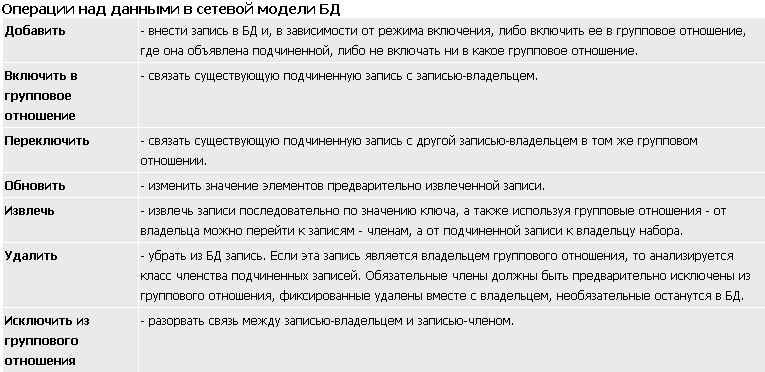 Операции над данными в сетевой модели БД
Добавить
- внести запись в БД и, в зависимости от режима включения, либо включить ее в групповое отношение,
где она объявлена подчиненной, либо не включать ни в какое групповое отношение.
Включить в
групповое
отношение
- связать существующую подчиненную запись с записью-владельцем.
Переключить
- связать существующую подчиненную запись с другой записью-владельцем в том же групповом
отношении.
Обновить
- изменить значение элементов предварительно извлеченной записи.
Извлечь
- извлечь записи последовательно по значению ключа, а также используя групповые отношения - от
владельца можно перейти к записям - членам, а от подчиненной записи к владельцу набора.
Удалить
- убрать из БД запись. Если эта запись является владельцем группового отношения, то анализируется
класс членства подчиненных записей. Обязательные члены должны быть предварительно исключены из
группового отношения, фиксированные удалены вместе с владельцем, необязательные останутся в БД.
Исключить из
группового
отношения
- разорвать связь между записью-владельцем и записью-членом.